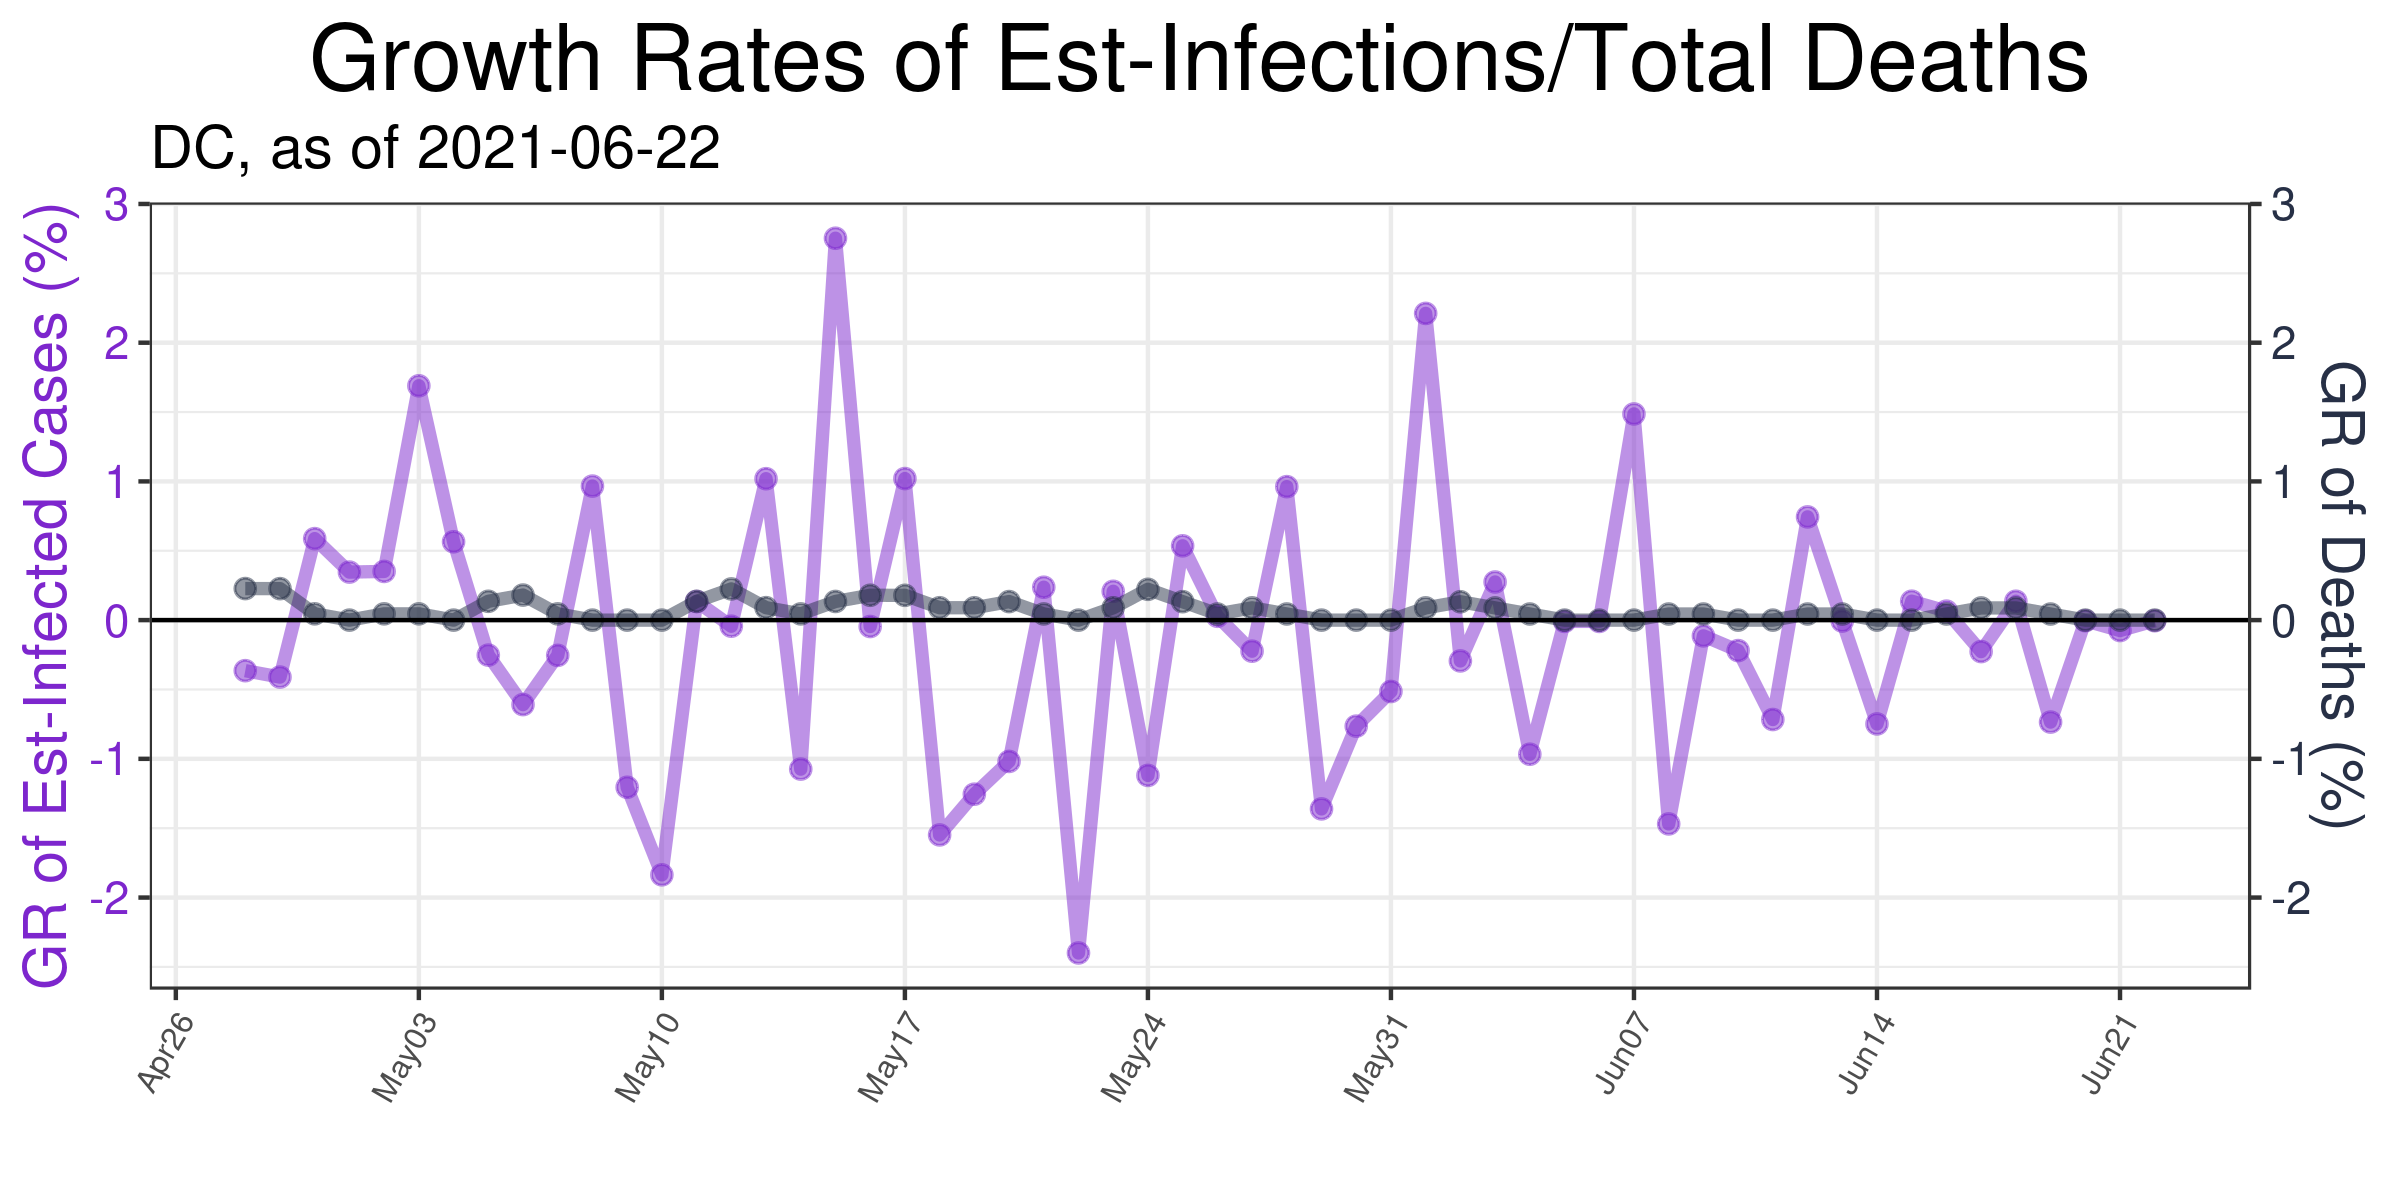 Growth Rates of Est-Infections/Total Deaths
DC, as of 2021-06-22
GR of Est-Infected Cases (%)
3
2
1
0
-1
-2
3
2
1
0
-1
-2
GR of Deaths (%)
Apr26
May03
May10
May17
May24
May31
Jun07
Jun14
Jun21